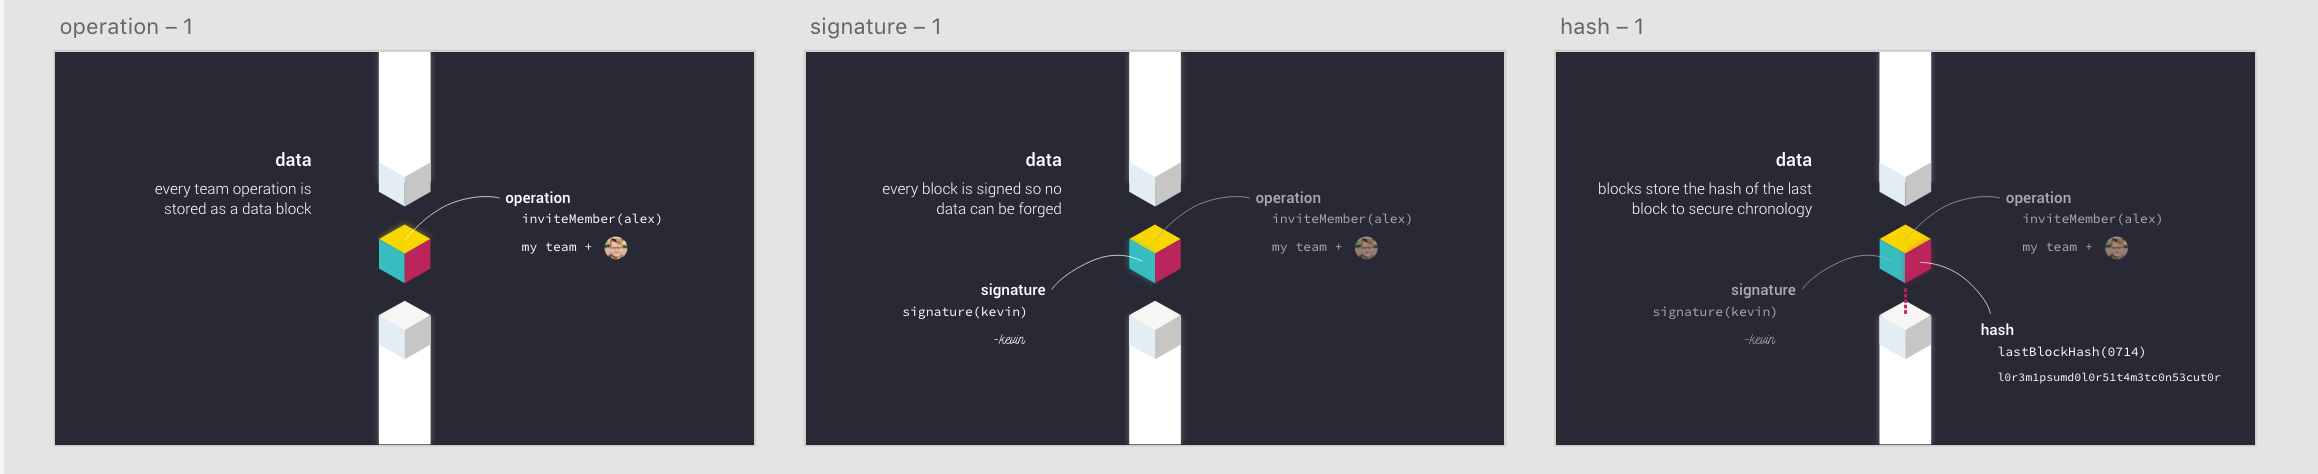 operation – 1
data
every team operation is
stored as a data block
operation
inviteMember(alex)
my team +
signature – 1
data
every block is signed so no
data can be forged
operation
inviteMember(alex)
my team +
signature
signature(kevin)
-kevin
hash – 1
data
blocks store the hash of the last
block to secure chronology
operation
inviteMember(alex)
my team +
signature
signature(kevin)
-kevin
hash
lastBlockHash(0714)
l0r3m1psumd0l0r51t4m3tc0n53cut0r